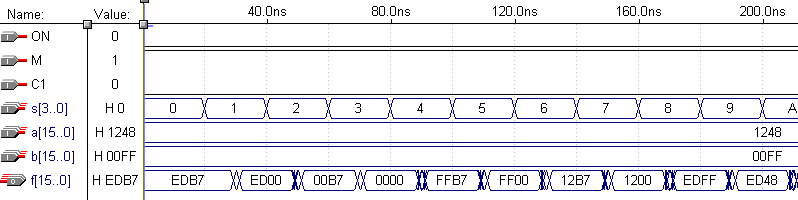 Name: Value: 40.0ns 80.0ns 120.0ns 160.0ns 200.0ns
ON 0
M 1
C1 0
s[3..0] H 0 0 1 2 3 4 5 6 7 8 9 A
a[15..0] H 1248 1248
b[15..0] H 00FF 00FF
f[15..0] H EDB7 EDB7 ED00 00B7 0000 FFB7 FF00 12B7 1200 EDFF ED48